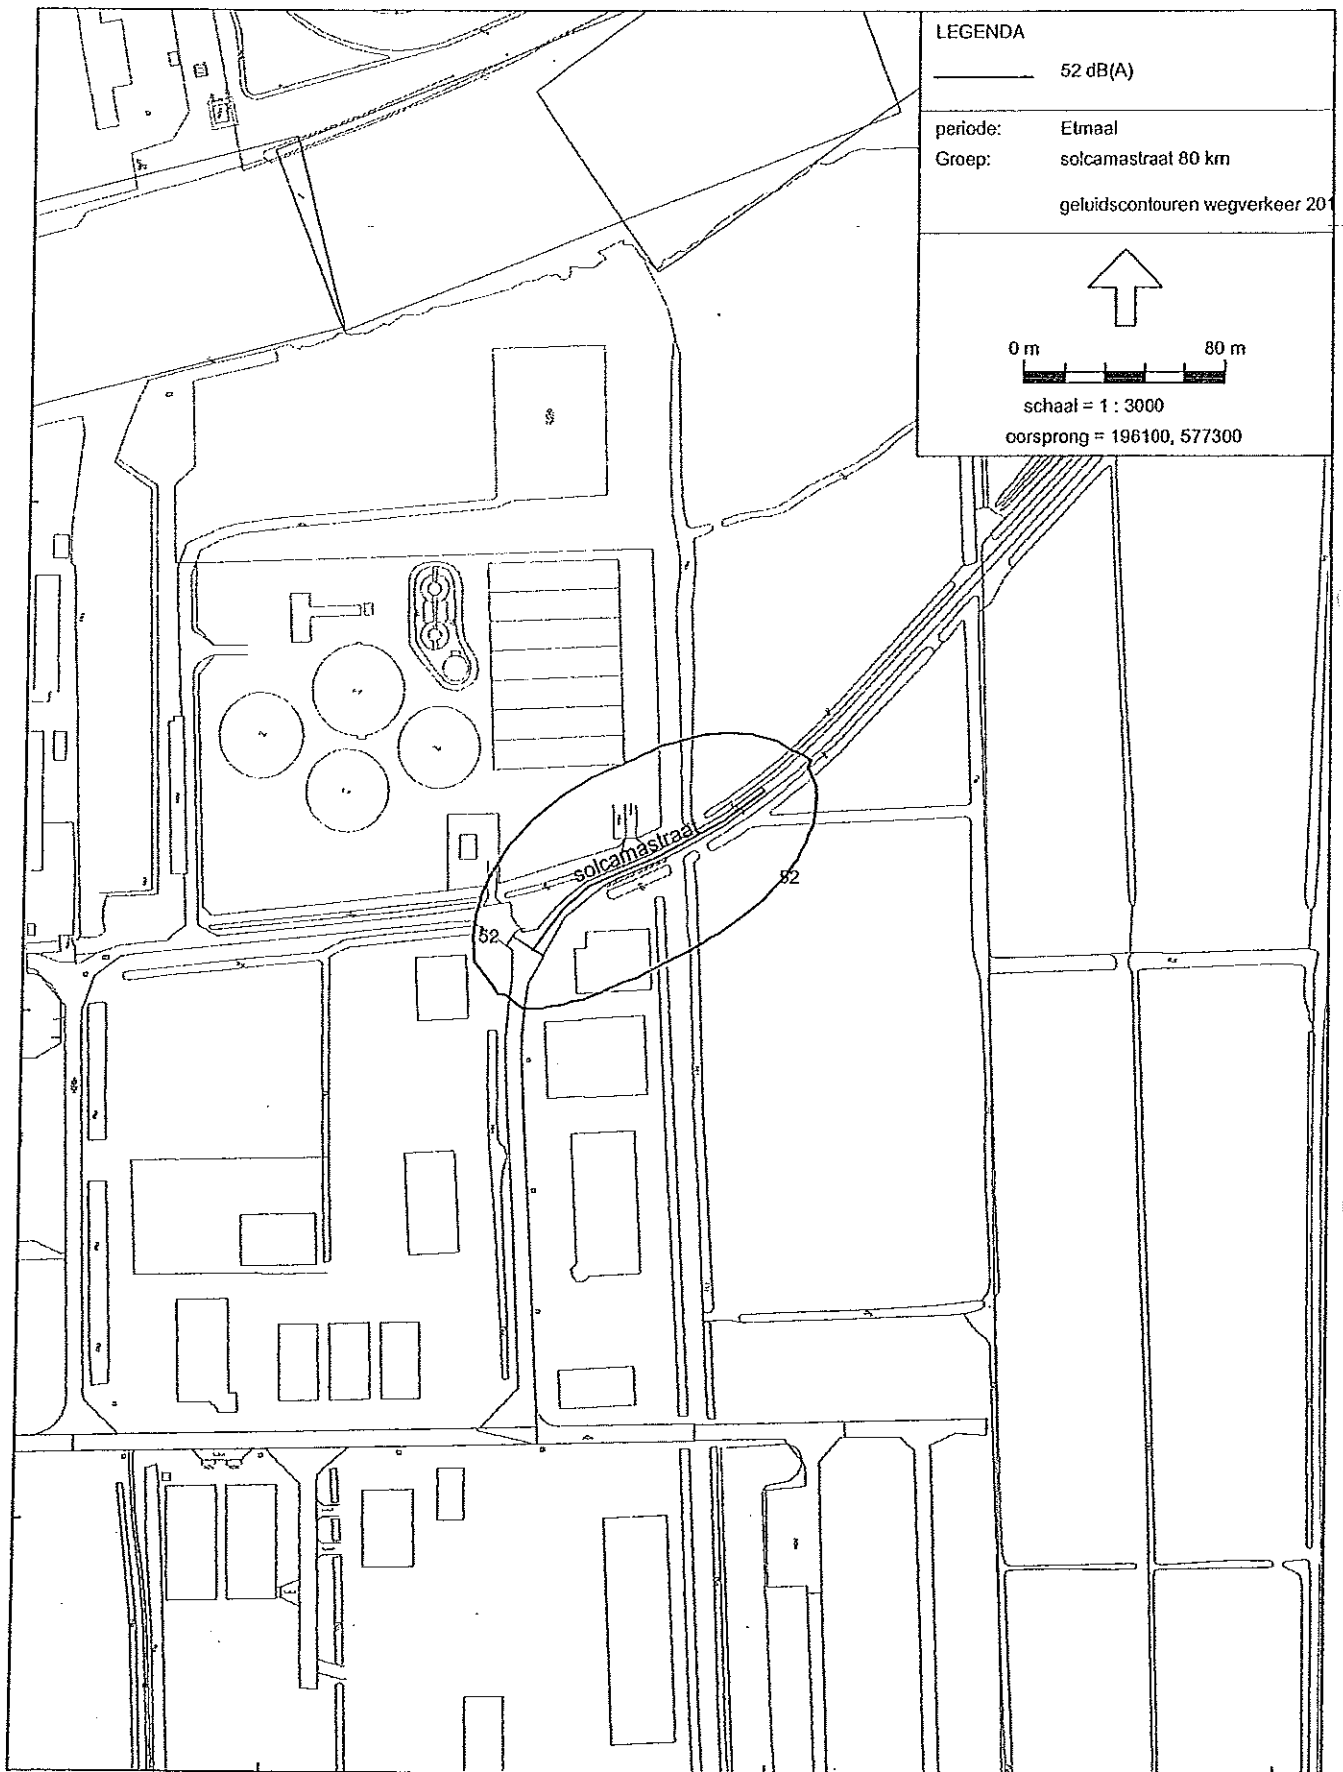 LEGENDA
52 dB(A)
periode: Etmaal
Groep: solcamastraat 80 km
geluidscontouren wegverkeer 201
0 m 80 m
schaal = 1 : 3000
oorsprong = 196100, 577300
solcamastraat
52
52